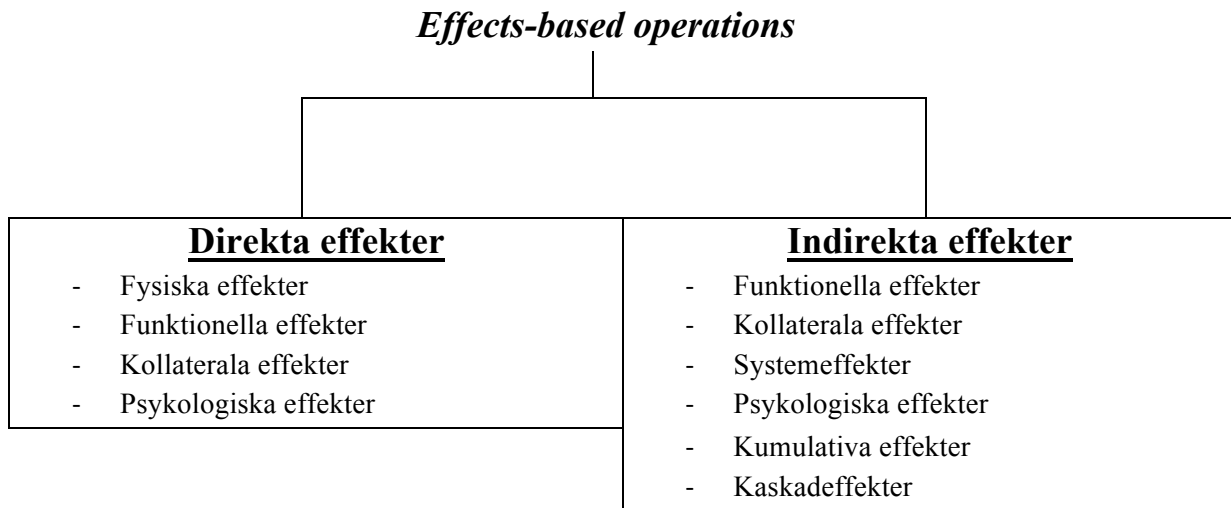 Effects-based operations
Direkta effekter
- Fysiska effekter
- Funktionella effekter
- Kollaterala effekter
- Psykologiska effekter
Indirekta effekter
- Funktionella effekter
- Kollaterala effekter
- Systemeffekter
- Psykologiska effekter
- Kumulativa effekter
- Kaskadeffekter